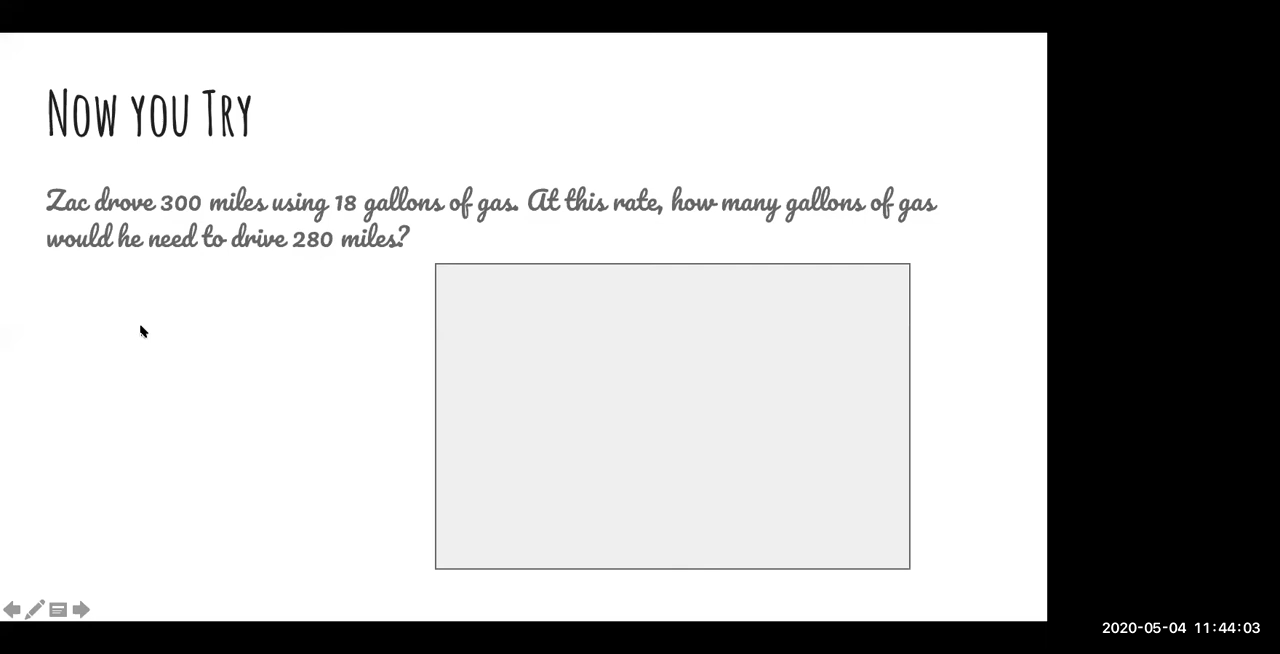 Now you Try
Zac drove 300 miles using 18 gallons of gas. At this rate, how many gallons of gas
would he need to drive 280 miles?
2020-05-04 11:44:03